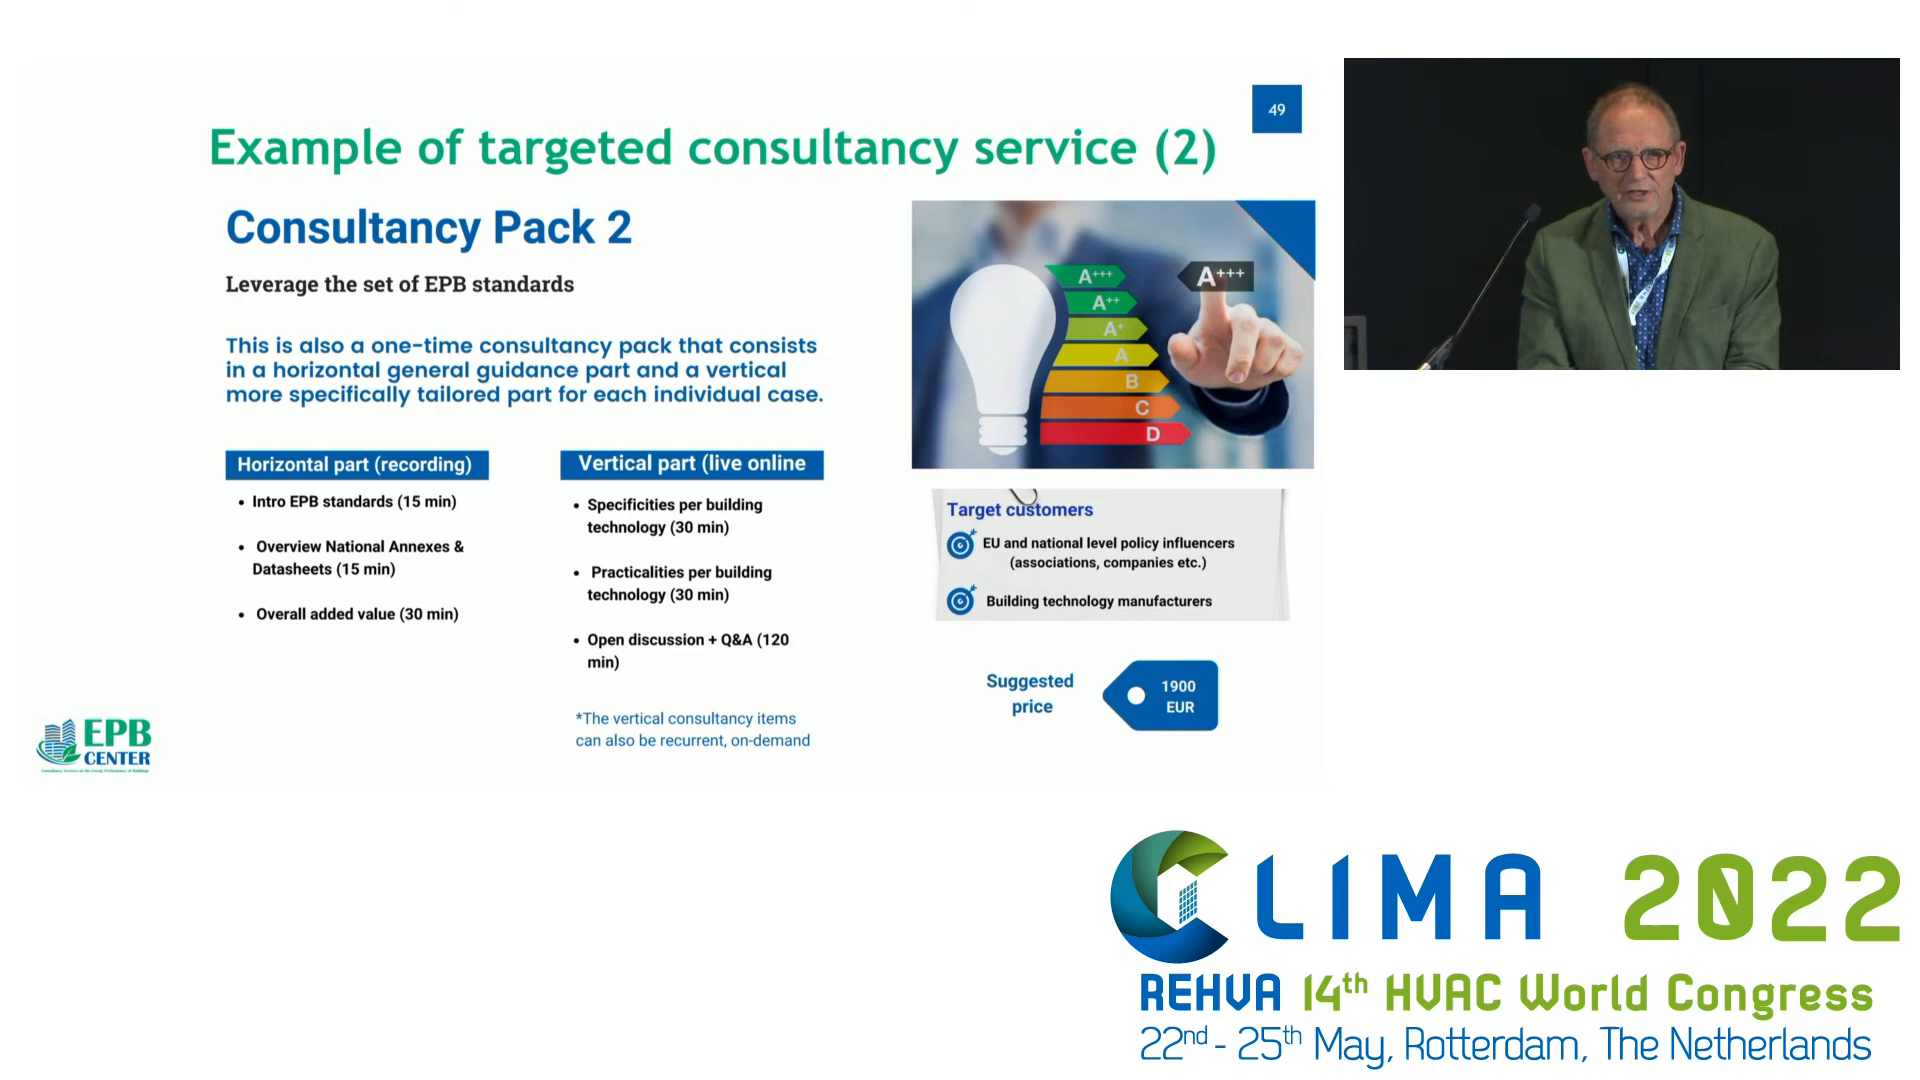 49
Example of targeted consultancy service (2)
Consultancy Pack 2
Leverage the set of EPB standards
This is also a one-time consultancy pack that consists
in a horizontal general guidance part and a vertical
more specifically tailored part for each individual case.
Horizontal part (recording)
• Intro EPB standards (15 min)
• Overview National Annexes &
Datasheets (15 min)
• Overall added value (30 min)
Vertical part (live online
• Specificities per building
technology (30 min)
• Practicalities per building
technology (30 min)
• Open discussion + Q&A (120
min)
*The vertical consultancy items
can also be recurrent, on-demand
A+++
A++
A+
A
B
C
D
A+++
Target customers
EU and national level policy influencers
(associations, companies etc.)
Building technology manufacturers
Suggested
price
1900
EUR
EPB
CENTER
CLIMA 2022
REHVA 14th HVAC World Congress
22nd - 25th May, Rotterdam, The Netherlands